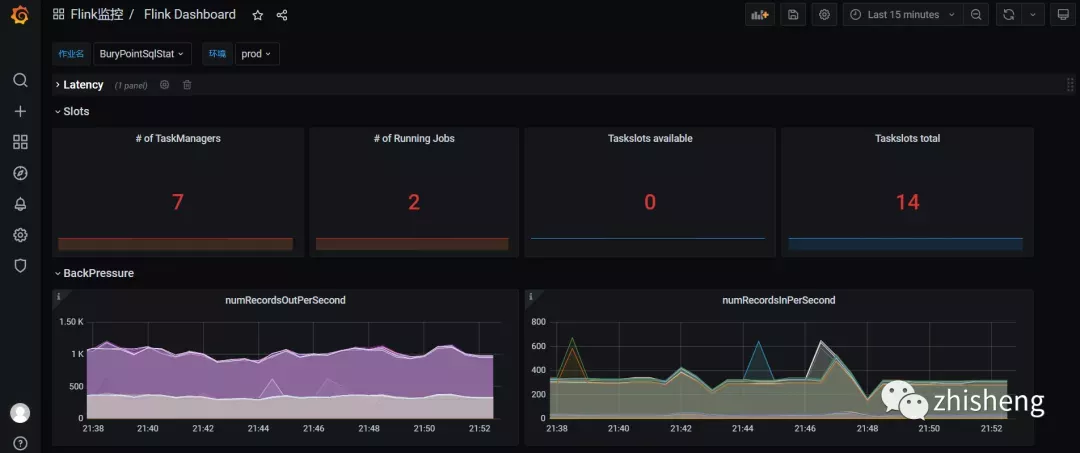 Flink监控 / Flink Dashboard
Last 15 minutes
作业名 BuryPointSqlStat 环境 prod
Latency (1 panel)
Slots
# of TaskManagers # of Running Jobs Taskslots available Taskslots total
7 2 0 14
BackPressure
numRecordsOutPerSecond
1.50 K
1 K
500
0
21:38 21:40 21:42 21:44 21:46 21:48 21:50 21:52
numRecordsInPerSecond
800
600
400
200
0
21:38 21:40 21:42 21:44 21:46 21:48 21:50 21:52
zhisheng